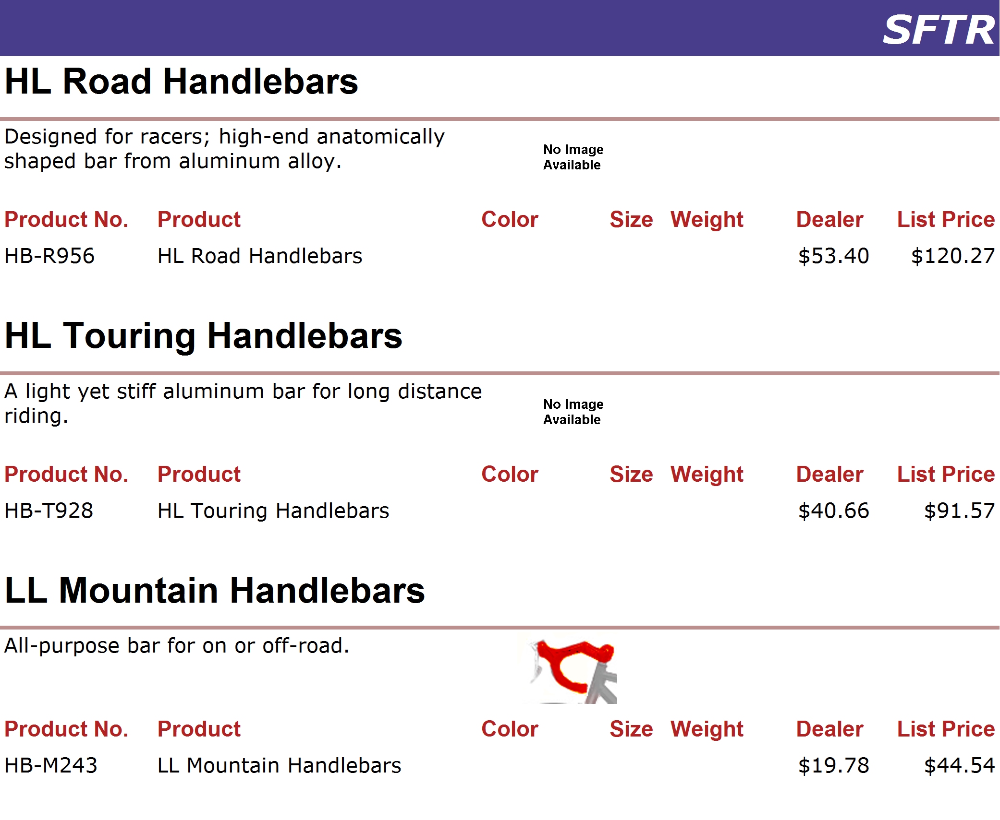 SFTR
HL Road Handlebars
Designed for racers; high-end anatomically
shaped bar from aluminum alloy.
No Image
Available
Product No. Product Color Size Weight Dealer List Price
HB-R956 HL Road Handlebars $53.40 $120.27
HL Touring Handlebars
A light yet stiff aluminum bar for long distance
riding.
No Image
Available
Product No. Product Color Size Weight Dealer List Price
HB-T928 HL Touring Handlebars $40.66 $91.57
LL Mountain Handlebars
All-purpose bar for on or off-road.
Product No. Product Color Size Weight Dealer List Price
HB-M243 LL Mountain Handlebars $19.78 $44.54